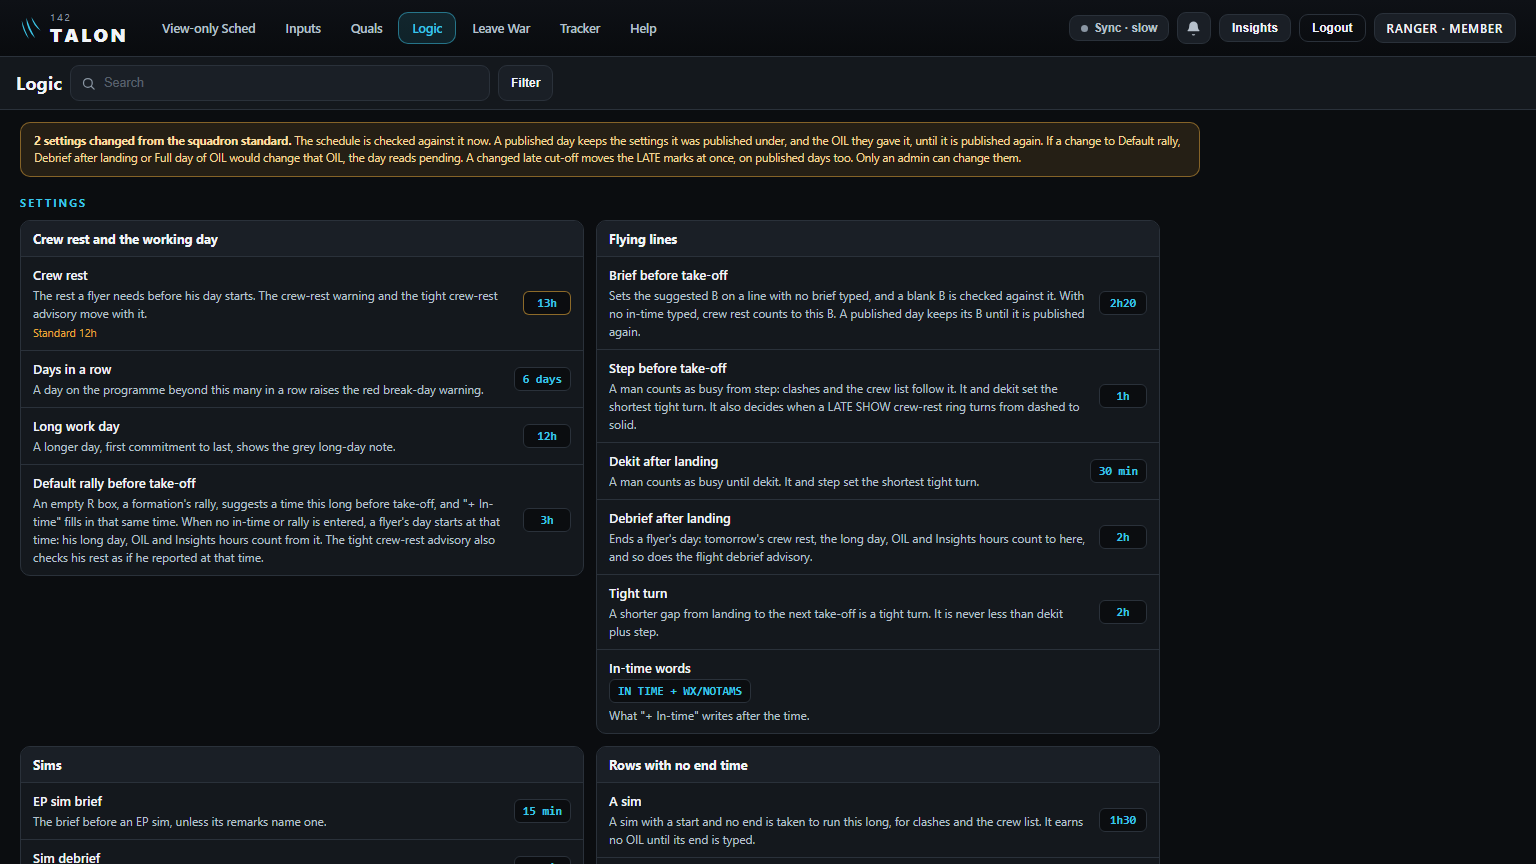 142
TALON
View-only Sched
Inputs
Quals
Logic
Leave War
Tracker
Help
Sync · slow
Insights
Logout
RANGER · MEMBER
Logic
Search
Filter
2 settings changed from the squadron standard. The schedule is checked against it now. A published day keeps the settings it was published under, and the OIL they gave it, until it is published again. If a change to Default rally,
Debrief after landing or Full day of OIL would change that OIL, the day reads pending. A changed late cut-off moves the LATE marks at once, on published days too. Only an admin can change them.
SETTINGS
Crew rest and the working day
Crew rest
The rest a flyer needs before his day starts. The crew-rest warning and the tight crew-rest
advisory move with it.
Standard 12h
13h
Days in a row
A day on the programme beyond this many in a row raises the red break-day warning.
6 days
Long work day
A longer day, first commitment to last, shows the grey long-day note.
12h
Default rally before take-off
An empty R box, a formation's rally, suggests a time this long before take-off, and "+ In-
time" fills in that same time. When no in-time or rally is entered, a flyer's day starts at that
time: his long day, OIL and Insights hours count from it. The tight crew-rest advisory also
checks his rest as if he reported at that time.
3h
Flying lines
Brief before take-off
Sets the suggested B on a line with no brief typed, and a blank B is checked against it. With
no in-time typed, crew rest counts to this B. A published day keeps its B until it is published
again.
2h20
Step before take-off
A man counts as busy from step: clashes and the crew list follow it. It and dekit set the
shortest tight turn. It also decides when a LATE SHOW crew-rest ring turns from dashed to
solid.
1h
Dekit after landing
A man counts as busy until dekit. It and step set the shortest tight turn.
30 min
Debrief after landing
Ends a flyer's day: tomorrow's crew rest, the long day, OIL and Insights hours count to here,
and so does the flight debrief advisory.
2h
Tight turn
A shorter gap from landing to the next take-off is a tight turn. It is never less than dekit
plus step.
2h
In-time words
IN TIME + WX/NOTAMS
What "+ In-time" writes after the time.
Sims
EP sim brief
The brief before an EP sim, unless its remarks name one.
15 min
Sim debrief
Rows with no end time
A sim
A sim with a start and no end is taken to run this long, for clashes and the crew list. It earns
no OIL until its end is typed.
1h30